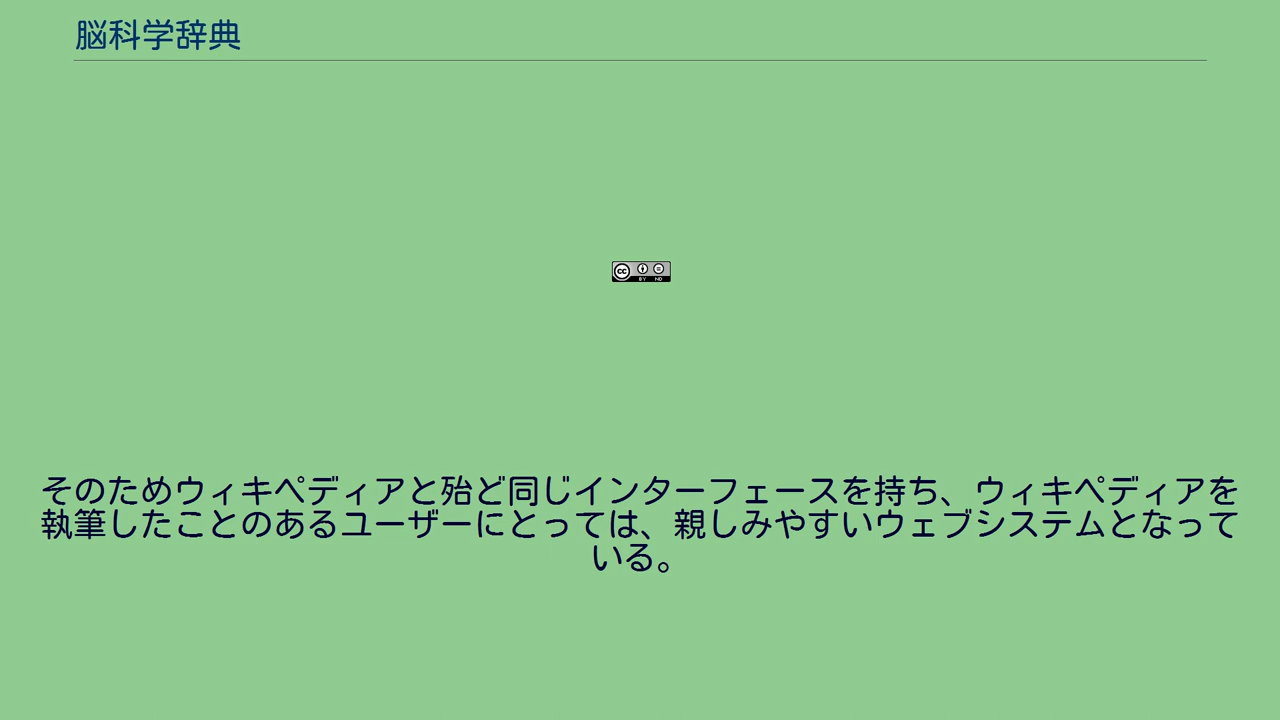 脳科学辞典
cc
BY ND
そのためウィキペディアと殆ど同じインターフェースを持ち、ウィキペディアを
執筆したことのあるユーザーにとっては、親しみやすいウェブシステムとなって
いる。